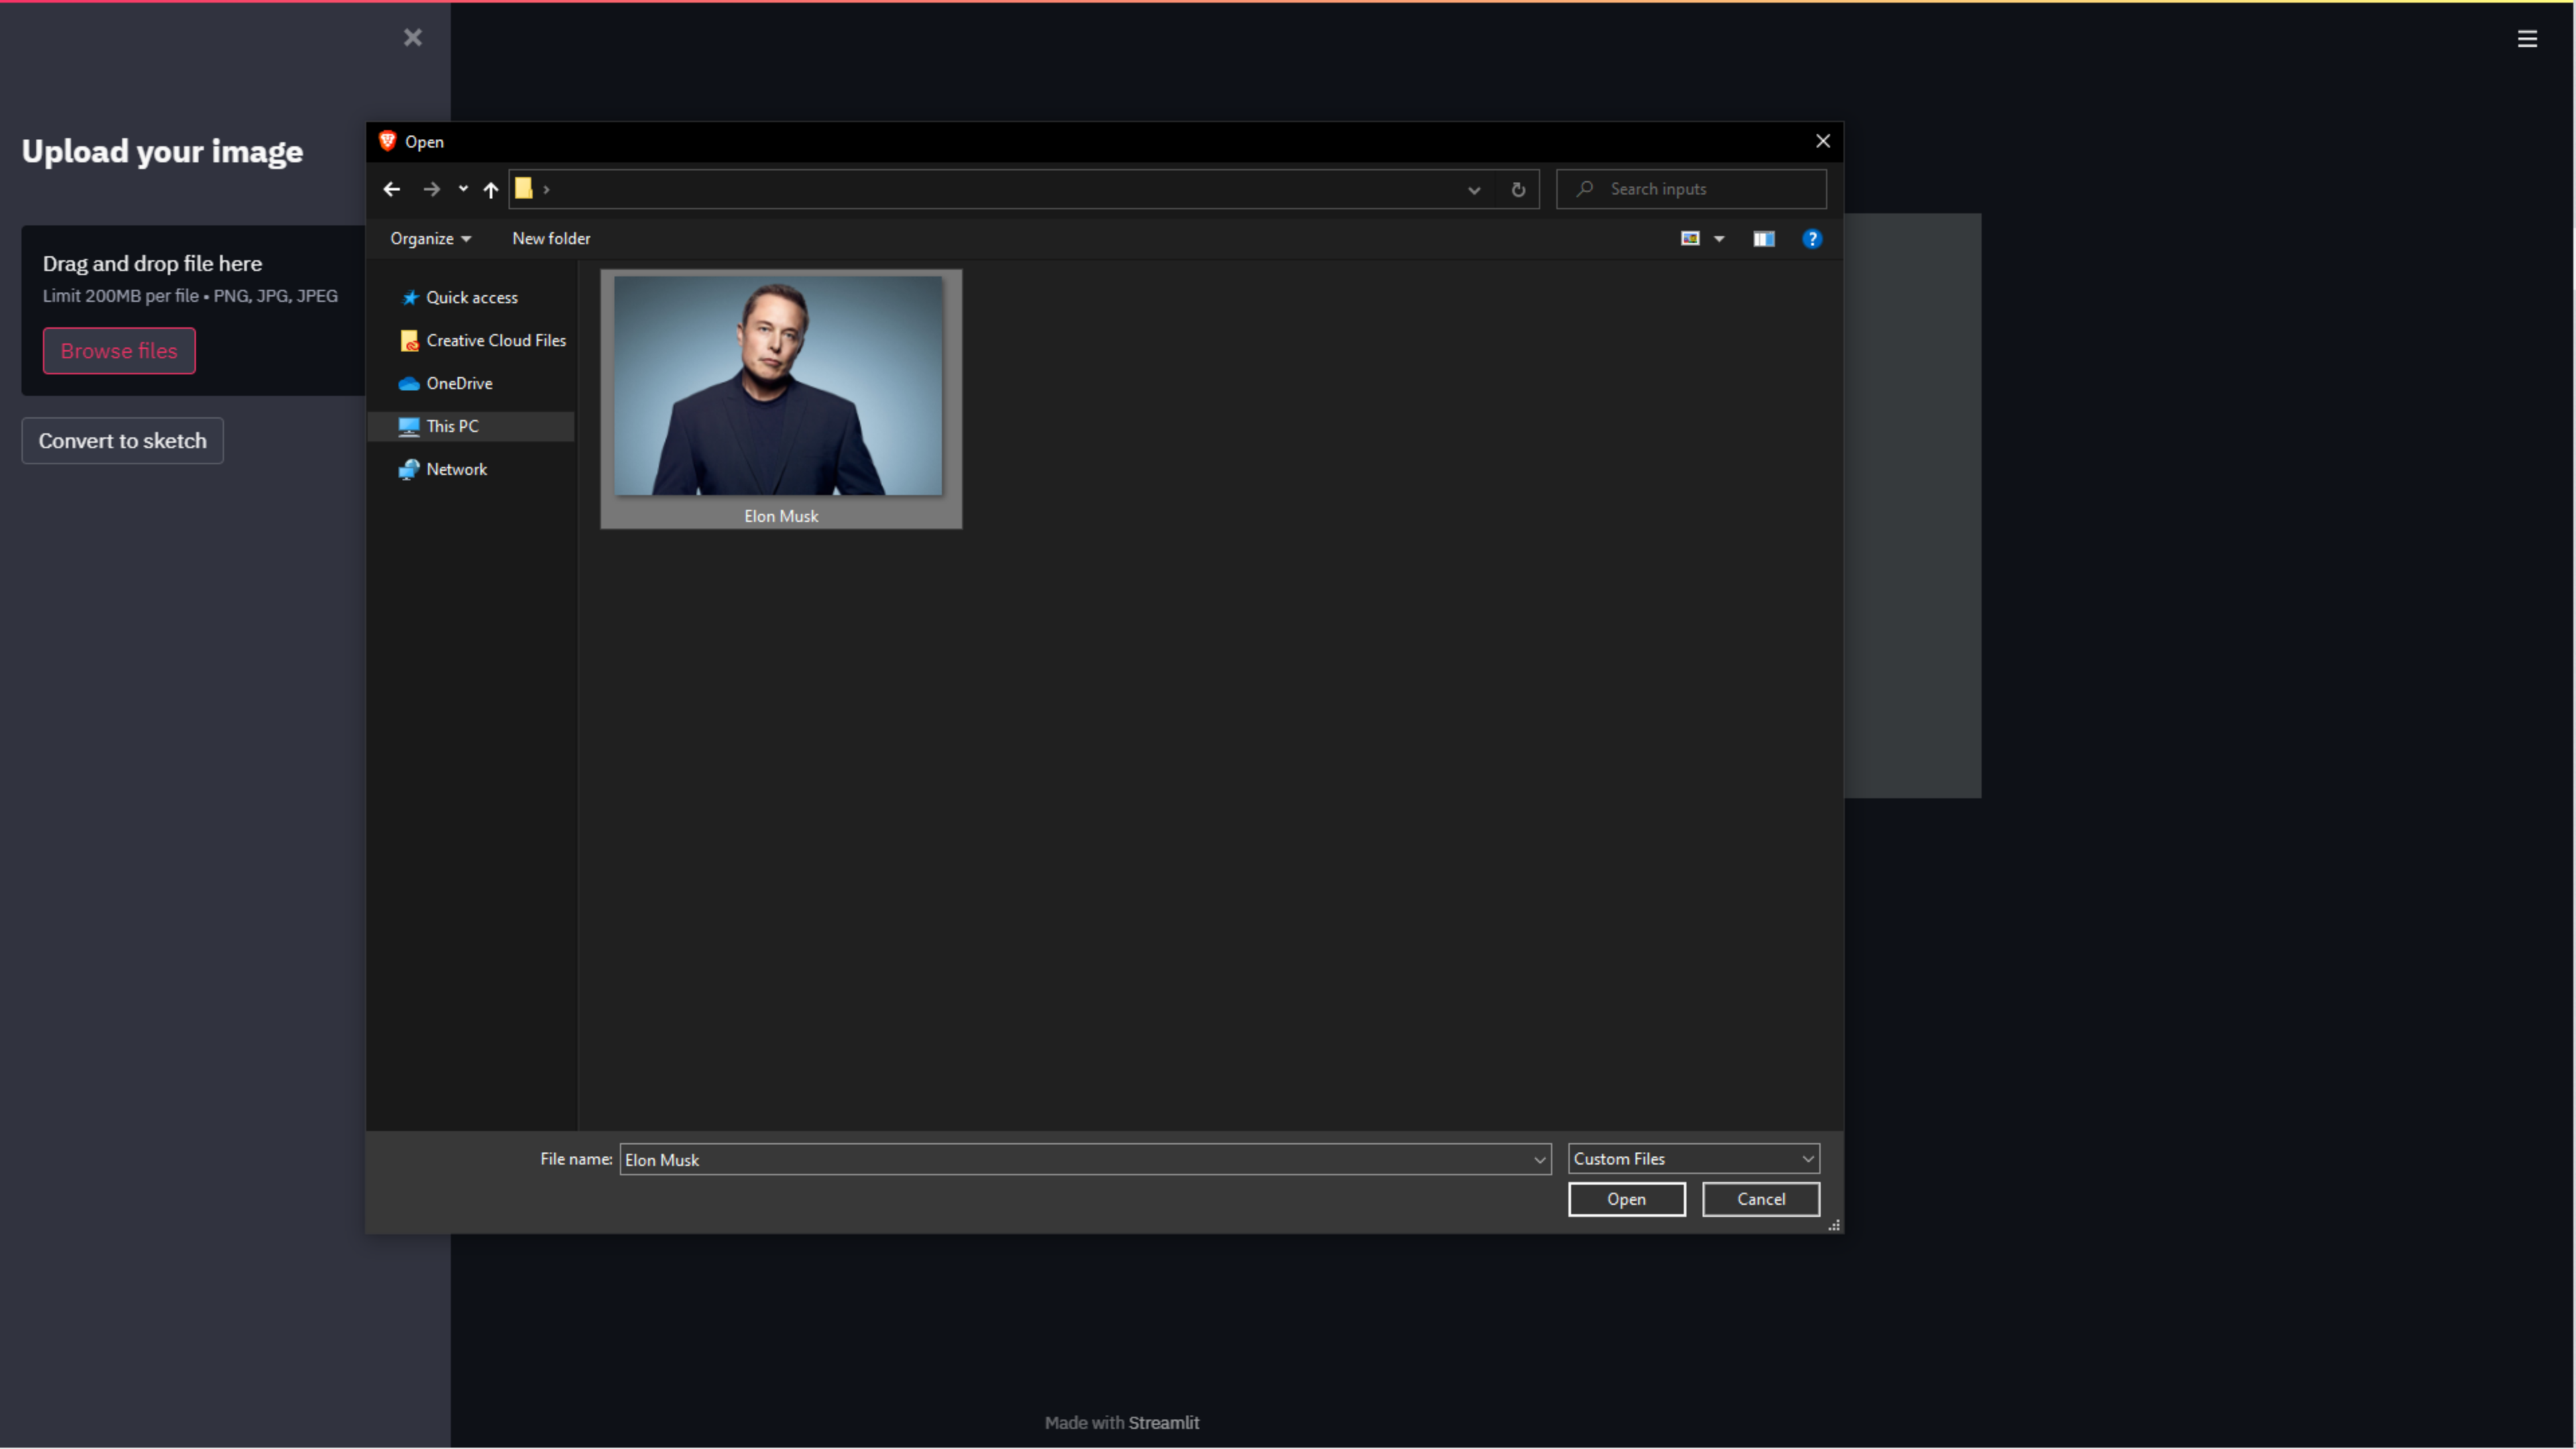 Upload your image
Drag and drop file here
Limit 200MB per file • PNG, JPG, JPEG
Browse files
Convert to sketch
Open
Search inputs
Organize
New folder
Quick access
Creative Cloud Files
OneDrive
This PC
Network
Elon Musk
File name: Elon Musk
Custom Files
Open
Cancel
Made with Streamlit